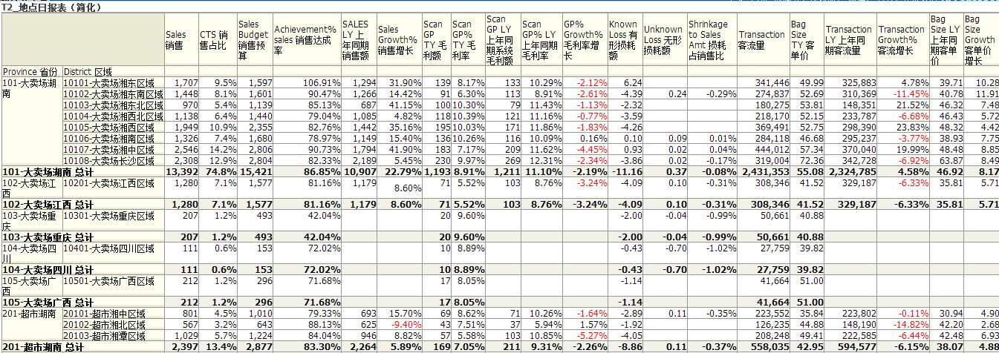 T2_地点日报表（简化）
Province 省份 District 区域 Sales 销售 CTS 销售占比 Sales Budget 销售预算 Achievement% sales 销售达成率 SALES LY 上年同期销售额 Sales Growth% 销售增长 Scan GP TY 毛利额 Scan GP% TY 毛利率 Scan GP LY 上年同期系统毛利额 Scan GP% LY 上年同期毛利率 GP% Growth% 毛利率增长 Known Loss 有形损耗额 Unknown Loss 无形损耗额 Shrinkage to Sales Amt 损耗占销售比 Transaction 客流量 Bag Size TY 客单价 Transaction LY 上年同期客流量 Transaction Growth% 客流增长 Bag Size LY 上年同期客单价 Bag Size Growth 客单价增长
101-大卖场湖南 10101-大卖场湘东区域 1,707 9.5% 1,597 106.91% 1,294 31.90% 139 8.17% 133 10.29% -2.12% 6.24 341,446 49.99 325,883 4.78% 39.71 10.28
10102-大卖场湘东南区域 1,448 8.1% 1,601 90.47% 1,266 14.42% 91 6.30% 113 8.91% -2.61% -4.39 0.24 -0.29% 274,837 52.69 310,369 -11.45% 40.78 11.91
10103-大卖场湘东北区域 970 5.4% 1,139 85.13% 687 41.15% 100 10.30% 79 11.43% -1.13% -2.32 180,275 53.81 148,351 21.52% 46.32 7.48
10104-大卖场湘西北区域 1,138 6.4% 1,440 79.04% 1,085 4.82% 118 10.39% 121 11.16% -0.77% -3.59 218,170 52.15 233,787 -6.68% 46.43 5.72
10105-大卖场湘西区域 1,949 10.9% 2,355 82.76% 1,442 35.16% 195 10.03% 171 11.86% -1.83% -4.26 369,491 52.75 298,390 23.83% 48.32 4.42
10106-大卖场湘南区域 1,326 7.4% 1,680 78.97% 1,149 15.40% 136 10.26% 116 10.09% 0.16% 0.10 0.09 0.01% 284,118 46.68 295,237 -3.77% 38.93 7.75
10107-大卖场湘中区域 2,546 14.2% 2,806 90.73% 1,794 41.90% 183 7.17% 209 11.62% -4.45% 0.93 0.02 0.04% 444,012 57.34 370,040 19.99% 48.48 8.85
10108-大卖场长沙区域 2,308 12.9% 2,804 82.33% 2,189 5.45% 230 9.97% 269 12.31% -2.34% -3.86 0.02 -0.17% 319,004 72.36 342,728 -6.92% 63.87 8.49
101-大卖场湖南 总计 13,392 74.8% 15,421 86.85% 10,907 22.79% 1,193 8.91% 1,211 11.10% -2.19% -11.16 0.37 -0.08% 2,431,353 55.08 2,324,785 4.58% 46.92 8.17
102-大卖场江西 10201-大卖场江西区域 1,280 7.1% 1,577 81.16% 1,179 8.60% 71 5.52% 103 8.76% -3.24% -4.09 0.10 -0.31% 308,346 41.52 329,187 -6.33% 35.81 5.71
102-大卖场江西 总计 1,280 7.1% 1,577 81.16% 1,179 8.60% 71 5.52% 103 8.76% -3.24% -4.09 0.10 -0.31% 308,346 41.52 329,187 -6.33% 35.81 5.71
103-大卖场重庆 10301-大卖场重庆区域 207 1.2% 493 42.04% 20 9.60% -2.00 -0.04 -0.99% 50,661 40.88
103-大卖场重庆 总计 207 1.2% 493 42.04% 20 9.60% -2.00 -0.04 -0.99% 50,661 40.88
104-大卖场四川 10401-大卖场四川区域 111 0.6% 153 72.02% 10 8.89% -0.43 -0.70 -1.02% 27,759 39.82
104-大卖场四川 总计 111 0.6% 153 72.02% 10 8.89% -0.43 -0.70 -1.02% 27,759 39.82
105-大卖场广西 10501-大卖场广西区域 212 1.2% 296 71.68% 17 8.05% -1.14 41,664 51.00
105-大卖场广西 总计 212 1.2% 296 71.68% 17 8.05% -1.14 41,664 51.00
201-超市湖南 20101-超市湘中区域 801 4.5% 1,010 79.33% 693 15.70% 69 8.62% 71 10.26% -1.64% -2.89 0.11 -0.35% 223,552 35.84 223,802 -0.11% 30.94 4.90
20102-超市湘北区域 567 3.2% 643 88.13% 625 -9.40% 43 7.51% 37 5.94% 1.57% -1.92 126,235 44.88 148,190 -14.82% 42.20 2.68
20103-超市湘潭区域 1,029 5.7% 1,224 84.04% 946 8.82% 57 5.58% 103 10.85% -5.27% -4.05 208,248 49.41 222,585 -6.44% 42.48 6.93
201-超市湖南 总计 2,397 13.4% 2,877 83.30% 2,264 5.89% 169 7.05% 211 9.31% -2.26% -8.86 0.11 -0.37% 558,035 42.95 594,577 -6.15% 38.07 4.88